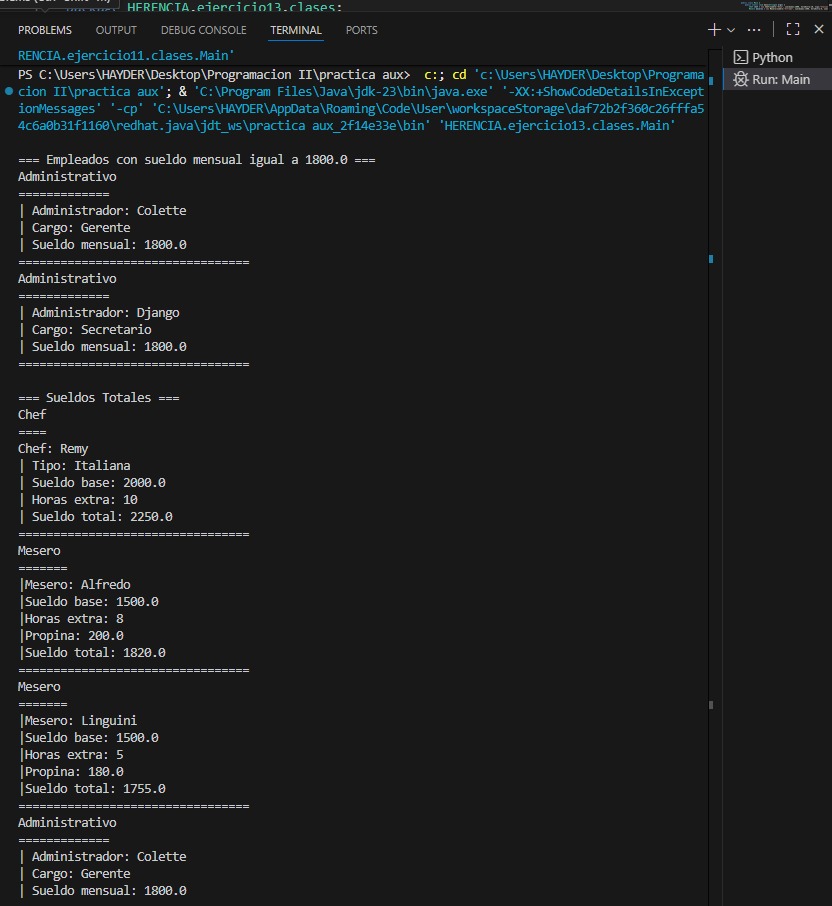 HERENCIA.ejercicio13.clases;
PROBLEMS OUTPUT DEBUG CONSOLE TERMINAL PORTS
Python
Run: Main
RENCIA.ejercicio11.clases.Main'
PS C:\Users\HAYDER\Desktop\Programacion II\practica aux>  c:; cd 'c:\Users\HAYDER\Desktop\Programa
cion II\practica aux'; & 'C:\Program Files\Java\jdk-23\bin\java.exe' '-XX:+ShowCodeDetailsInExcept
ionMessages' '-cp' 'C:\Users\HAYDER\AppData\Roaming\Code\User\workspaceStorage\daf72b2f360c26fffa5
4c6a0b31f1160\redhat.java\jdt_ws\practica aux_2f14e33e\bin' 'HERENCIA.ejercicio13.clases.Main'
=== Empleados con sueldo mensual igual a 1800.0 ===
Administrativo
=============
| Administrador: Colette
| Cargo: Gerente
| Sueldo mensual: 1800.0
=================================
Administrativo
=============
| Administrador: Django
| Cargo: Secretario
| Sueldo mensual: 1800.0
=================================
=== Sueldos Totales ===
Chef
====
Chef: Remy
| Tipo: Italiana
| Sueldo base: 2000.0
| Horas extra: 10
| Sueldo total: 2250.0
=================================
Mesero
=======
|Mesero: Alfredo
|Sueldo base: 1500.0
|Horas extra: 8
|Propina: 200.0
|Sueldo total: 1820.0
=================================
Mesero
=======
|Mesero: Linguini
|Sueldo base: 1500.0
|Horas extra: 5
|Propina: 180.0
|Sueldo total: 1755.0
=================================
Administrativo
=============
| Administrador: Colette
| Cargo: Gerente
| Sueldo mensual: 1800.0